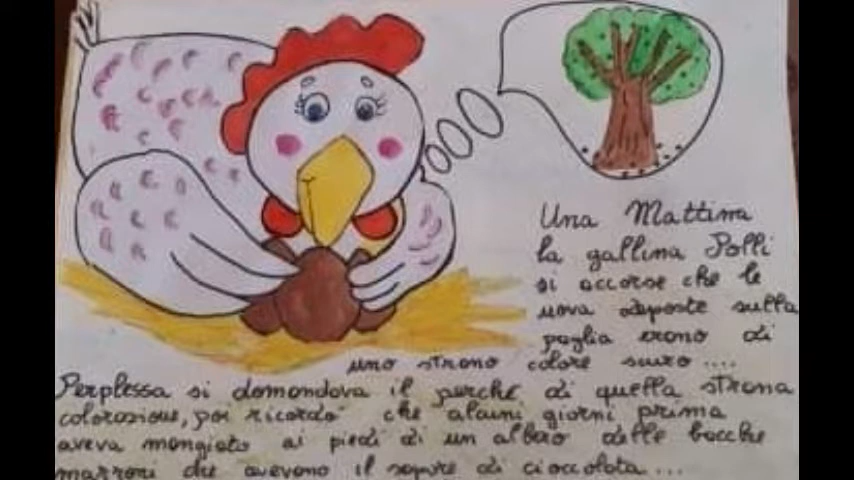 Una Mattina
la gallina Polli
si accorse che le
uova deposte sulla
paglia erano di
uno strano colore scuro ....
Perplessa si domandava il perché di quella strana
colorazione, poi ricordò che alcuni giorni prima
aveva mangiato ai piedi di un albero delle bacche
marroni che avevano il sapore di cioccolata ...